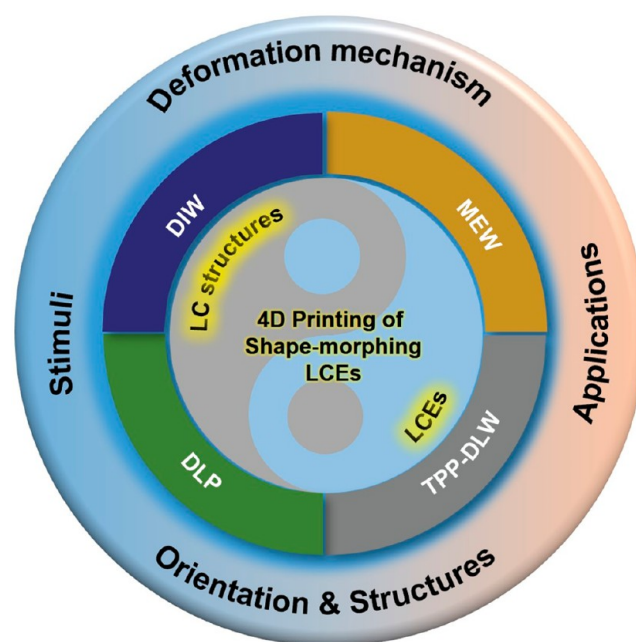 Deformation mechanism
DIW
MEW
LC structures
Stimuli
4D Printing of
Shape-morphing
LCEs
Applications
LCEs
DLP
TPP-DLW
Orientation & Structures